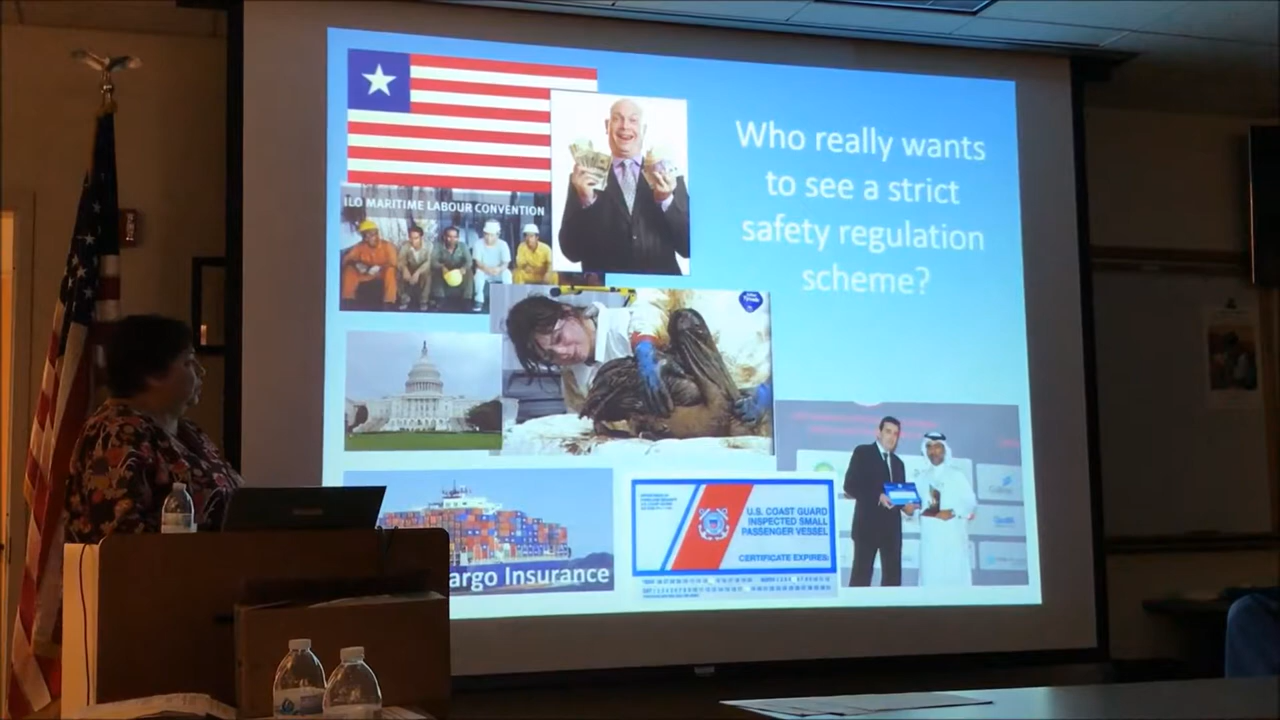 Who really wants
to see a strict
safety regulation
scheme?
ILO MARITIME LABOUR CONVENTION
argo Insurance
U.S. COAST GUARD
INSPECTED SMALL
PASSENGER VESSEL
CERTIFICATE EXPIRES: